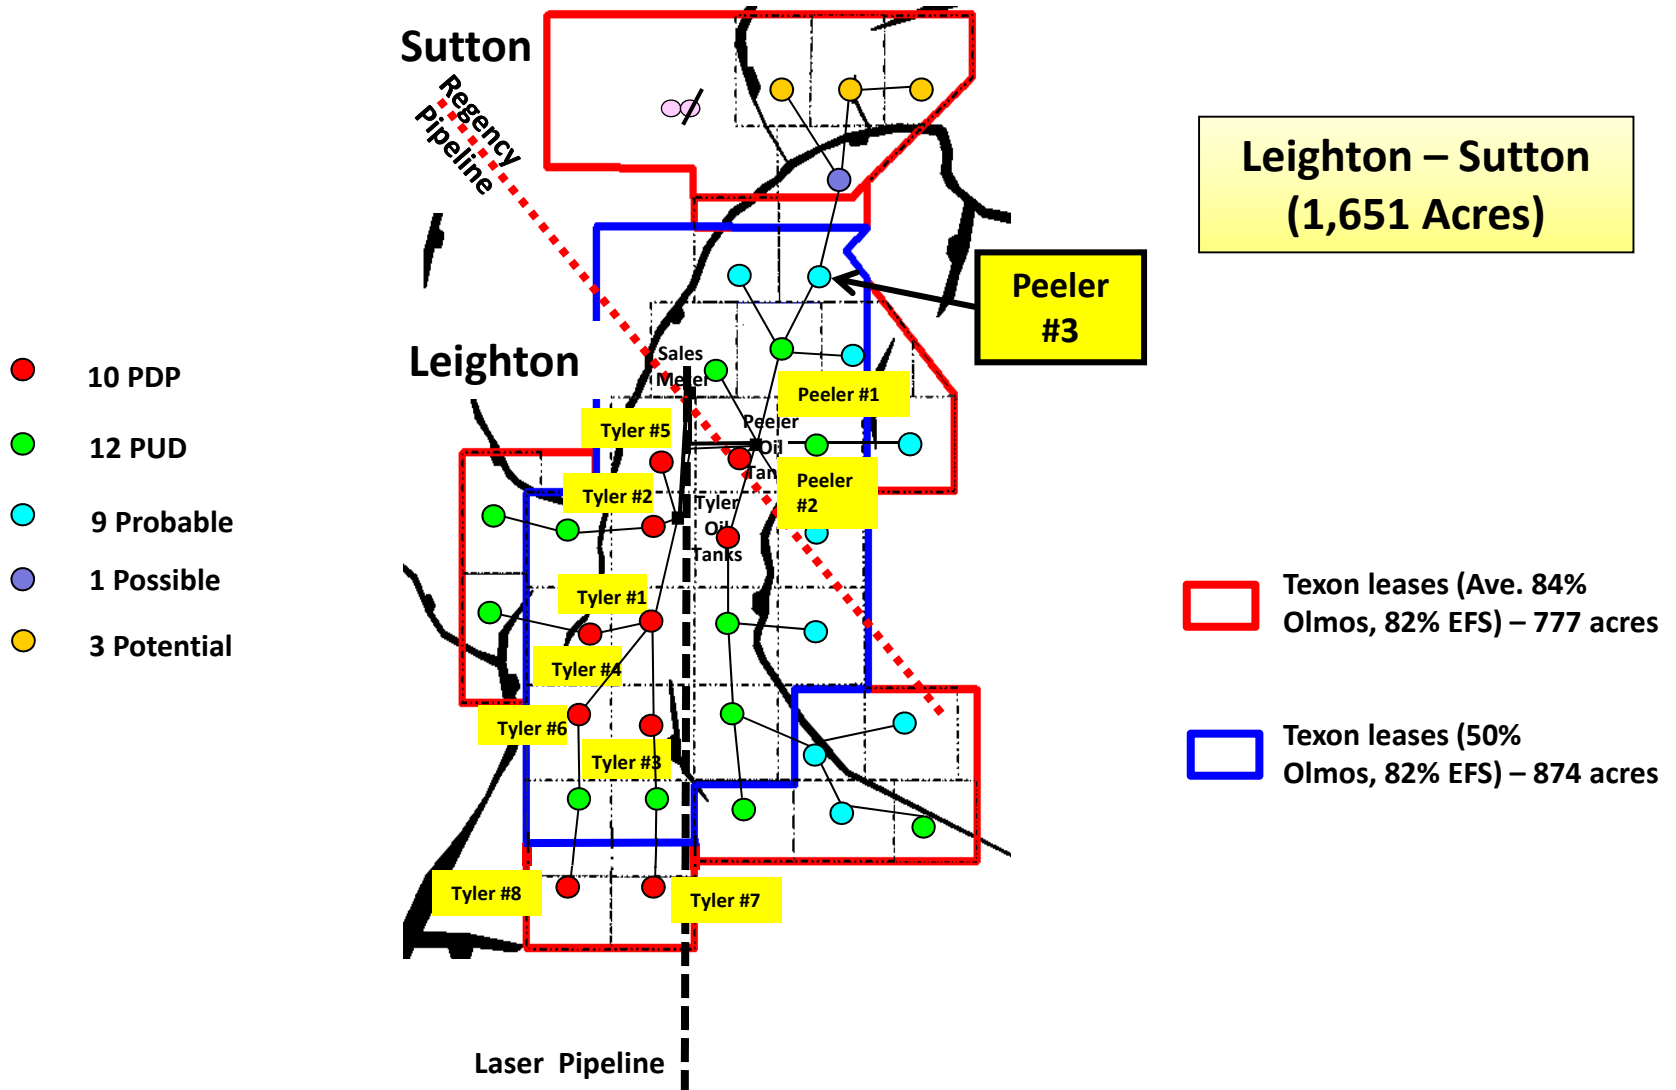 Sutton
Regency
Pipeline
Leighton – Sutton
(1,651 Acres)
Peeler
#3
Leighton
Sales
Meter
10 PDP
12 PUD
9 Probable
1 Possible
3 Potential
Peeler #1
Tyler #5
Peeler
Oil
Tanks
Tyler #2
Peeler
#2
Tyler
Oil
Tanks
Tyler #1
Tyler #4
Tyler #6
Tyler #3
Tyler #8
Tyler #7
Texon leases (Ave. 84%
Olmos, 82% EFS) – 777 acres
Texon leases (50%
Olmos, 82% EFS) – 874 acres
Laser Pipeline